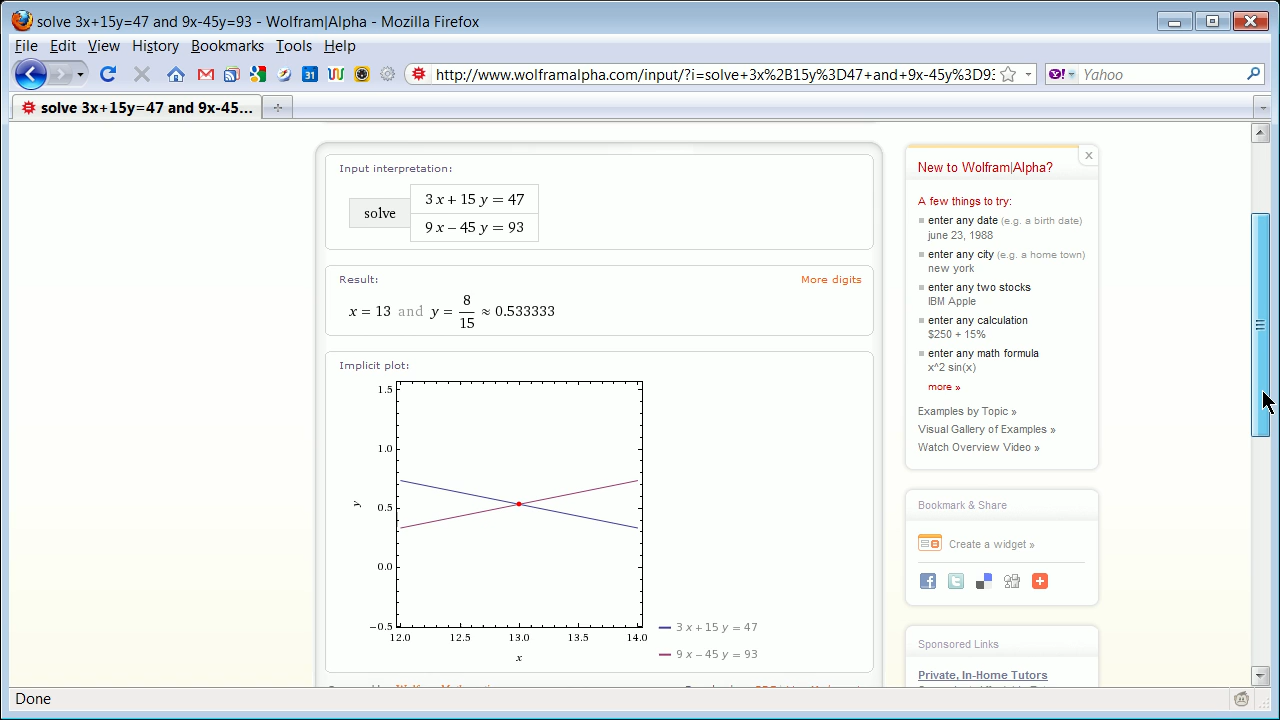 solve 3x+15y=47 and 9x-45y=93 - Wolfram|Alpha - Mozilla Firefox
File Edit View History Bookmarks Tools Help
http://www.wolframalpha.com/input/?i=solve+3x%2B15y%3D47+and+9x-45y%3D9
Yahoo
solve 3x+15y=47 and 9x-45...
Input interpretation:
solve
3 x + 15 y = 47
9 x – 45 y = 93
Result:
More digits
x = 13 and y = 8/15 ≈ 0.533333
Implicit plot:
1.5
1.0
0.5
0.0
−0.5
y
12.0 12.5 13.0 13.5 14.0
x
3 x + 15 y = 47
9 x – 45 y = 93
New to Wolfram|Alpha?
A few things to try:
enter any date (e.g. a birth date)
june 23, 1988
enter any city (e.g. a home town)
new york
enter any two stocks
IBM Apple
enter any calculation
$250 + 15%
enter any math formula
x^2 sin(x)
more »
Examples by Topic »
Visual Gallery of Examples »
Watch Overview Video »
Bookmark & Share
Create a widget »
Sponsored Links
Private, In-Home Tutors
Done